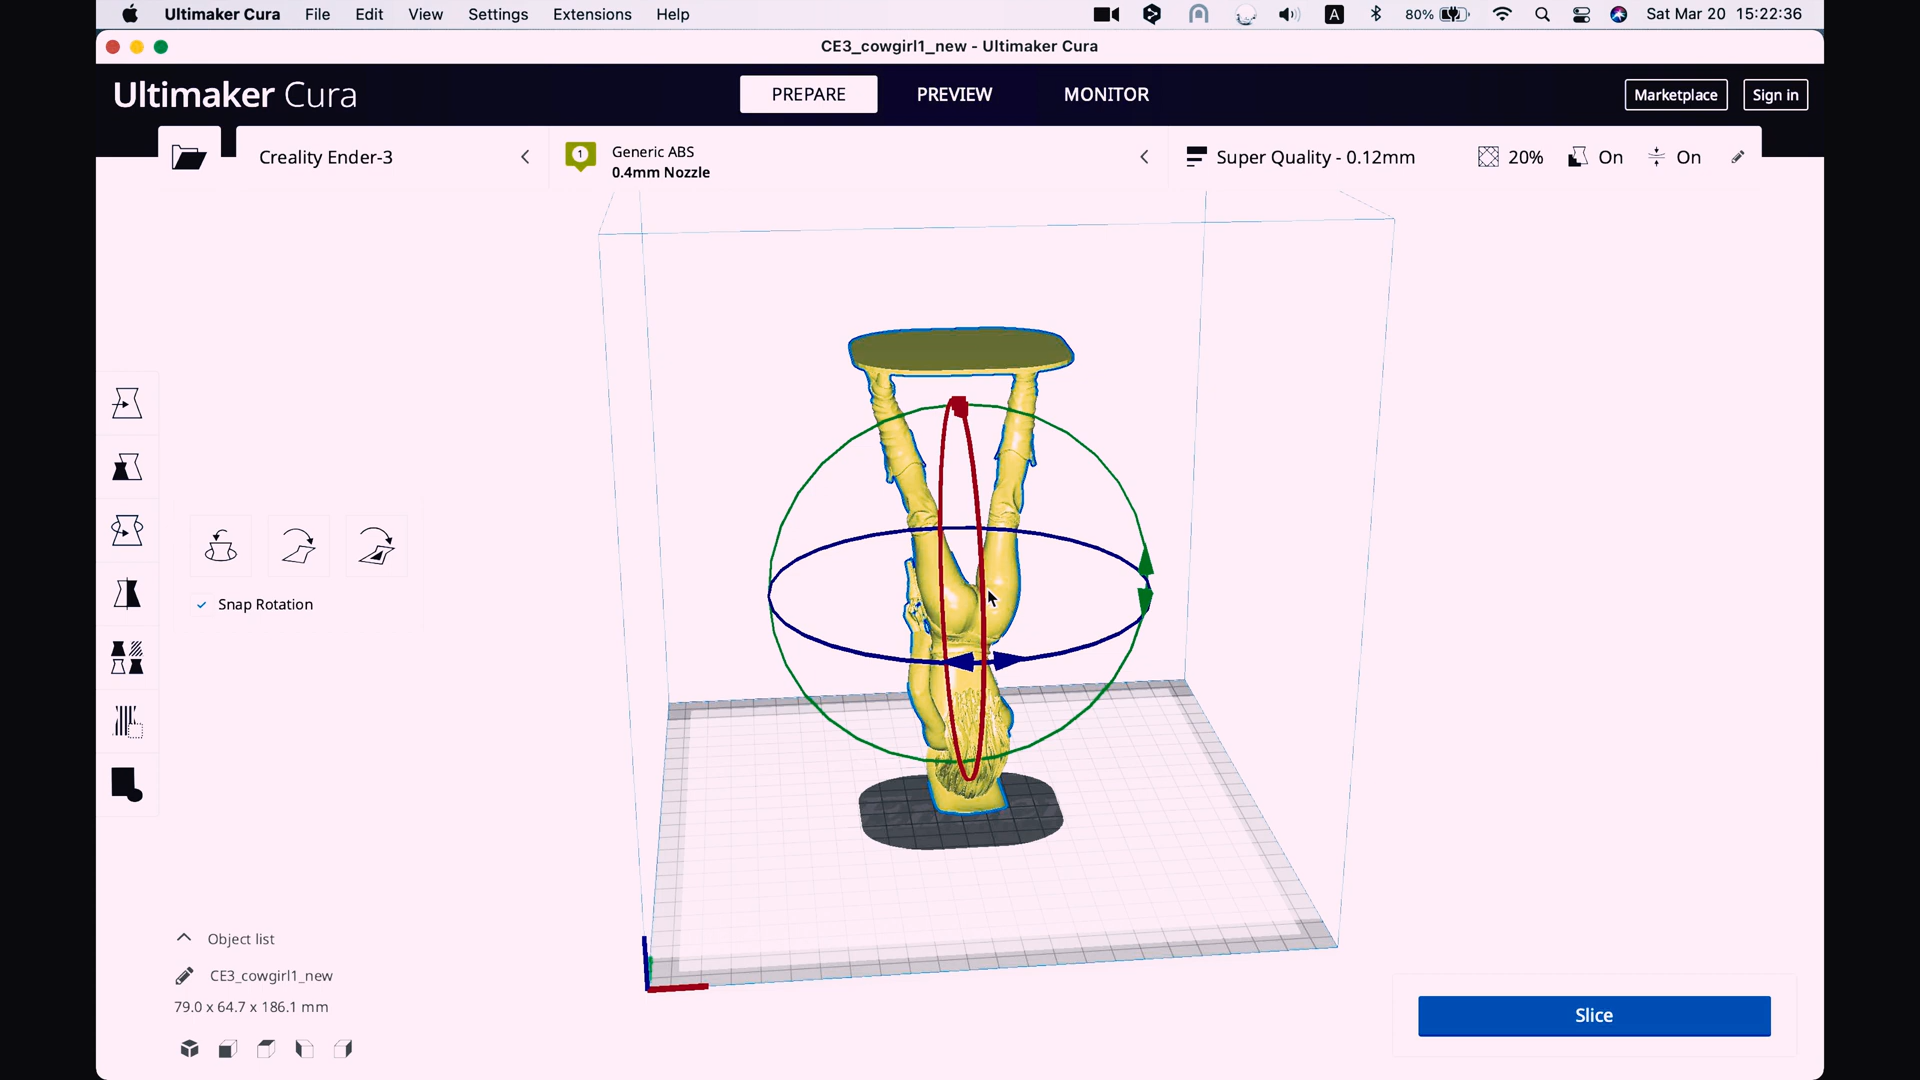 Ultimaker Cura File Edit View Settings Extensions Help A 80% Sat Mar 20 15:22:36
CE3_cowgirl1_new - Ultimaker Cura
Ultimaker Cura PREPARE PREVIEW MONITOR Marketplace Sign in
Creality Ender-3
1
Generic ABS
0.4mm Nozzle
Super Quality - 0.12mm 20% On On
Snap Rotation
Object list
CE3_cowgirl1_new
79.0 x 64.7 x 186.1 mm
Slice